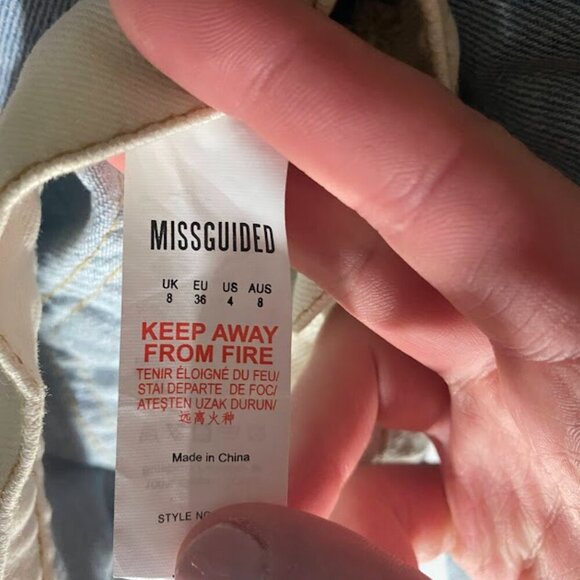 MISSGUIDED
UK EU US AUS
8 36 4 8
KEEP AWAY
FROM FIRE
TENIR ÉLOIGNÉ DU FEU/
STAI DEPARTE DE FOC/
ATEŞTEN UZAK DURUN/
远离火种
Made in China
STYLE NO